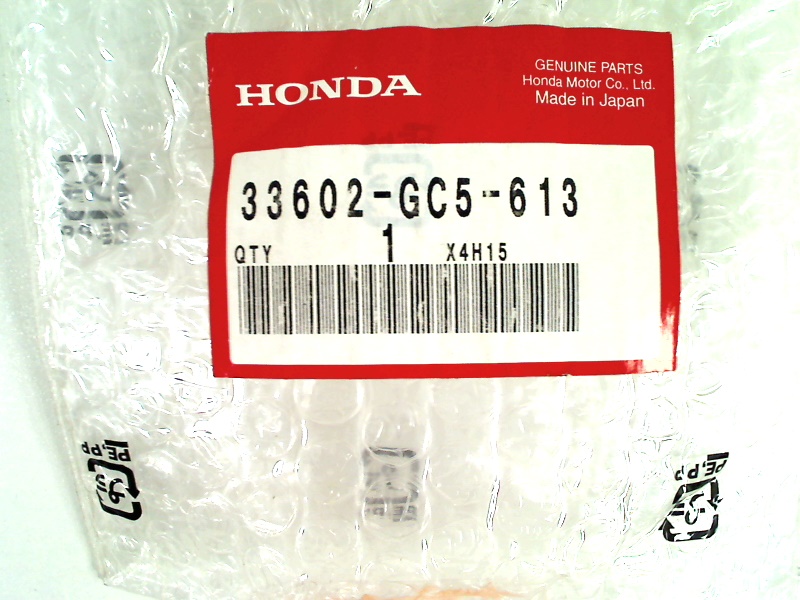 HONDA
GENUINE PARTS
Honda Motor Co., Ltd.
Made in Japan
33602-GC5-613
QTY 1 X4H15
PE,PP
PE,PP